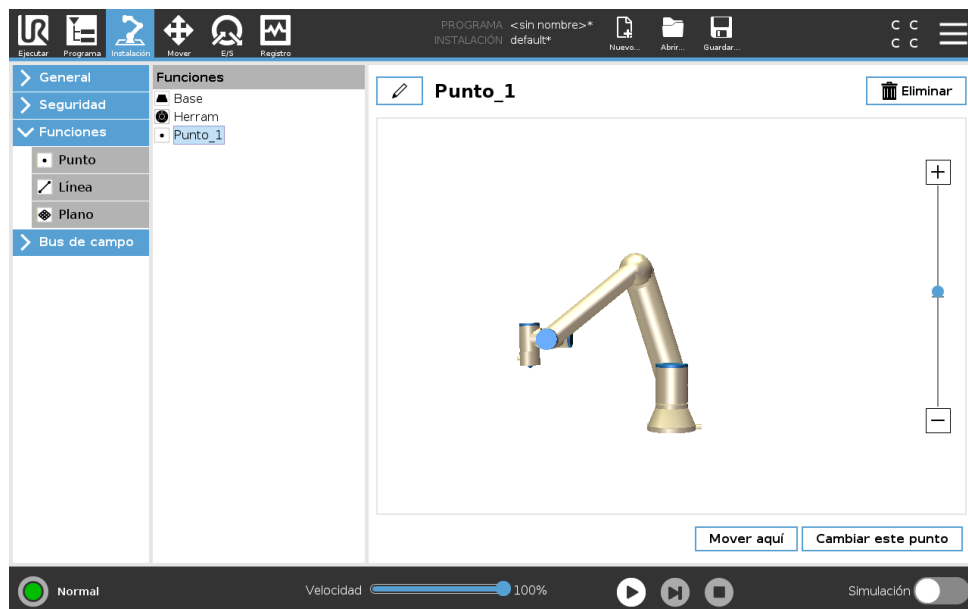 UR
PROGRAMA <sin nombre>*
INSTALACIÓN default*
Ejecutar Programa Instalación Mover E/S Registro
Nuevo... Abrir... Guardar...
C C
C C
General
Seguridad
Funciones
Punto
Línea
Plano
Bus de campo
Funciones
Base
Herram
Punto_1
Punto_1
Eliminar
+
−
Mover aquí
Cambiar este punto
Normal
Velocidad 100%
Simulación